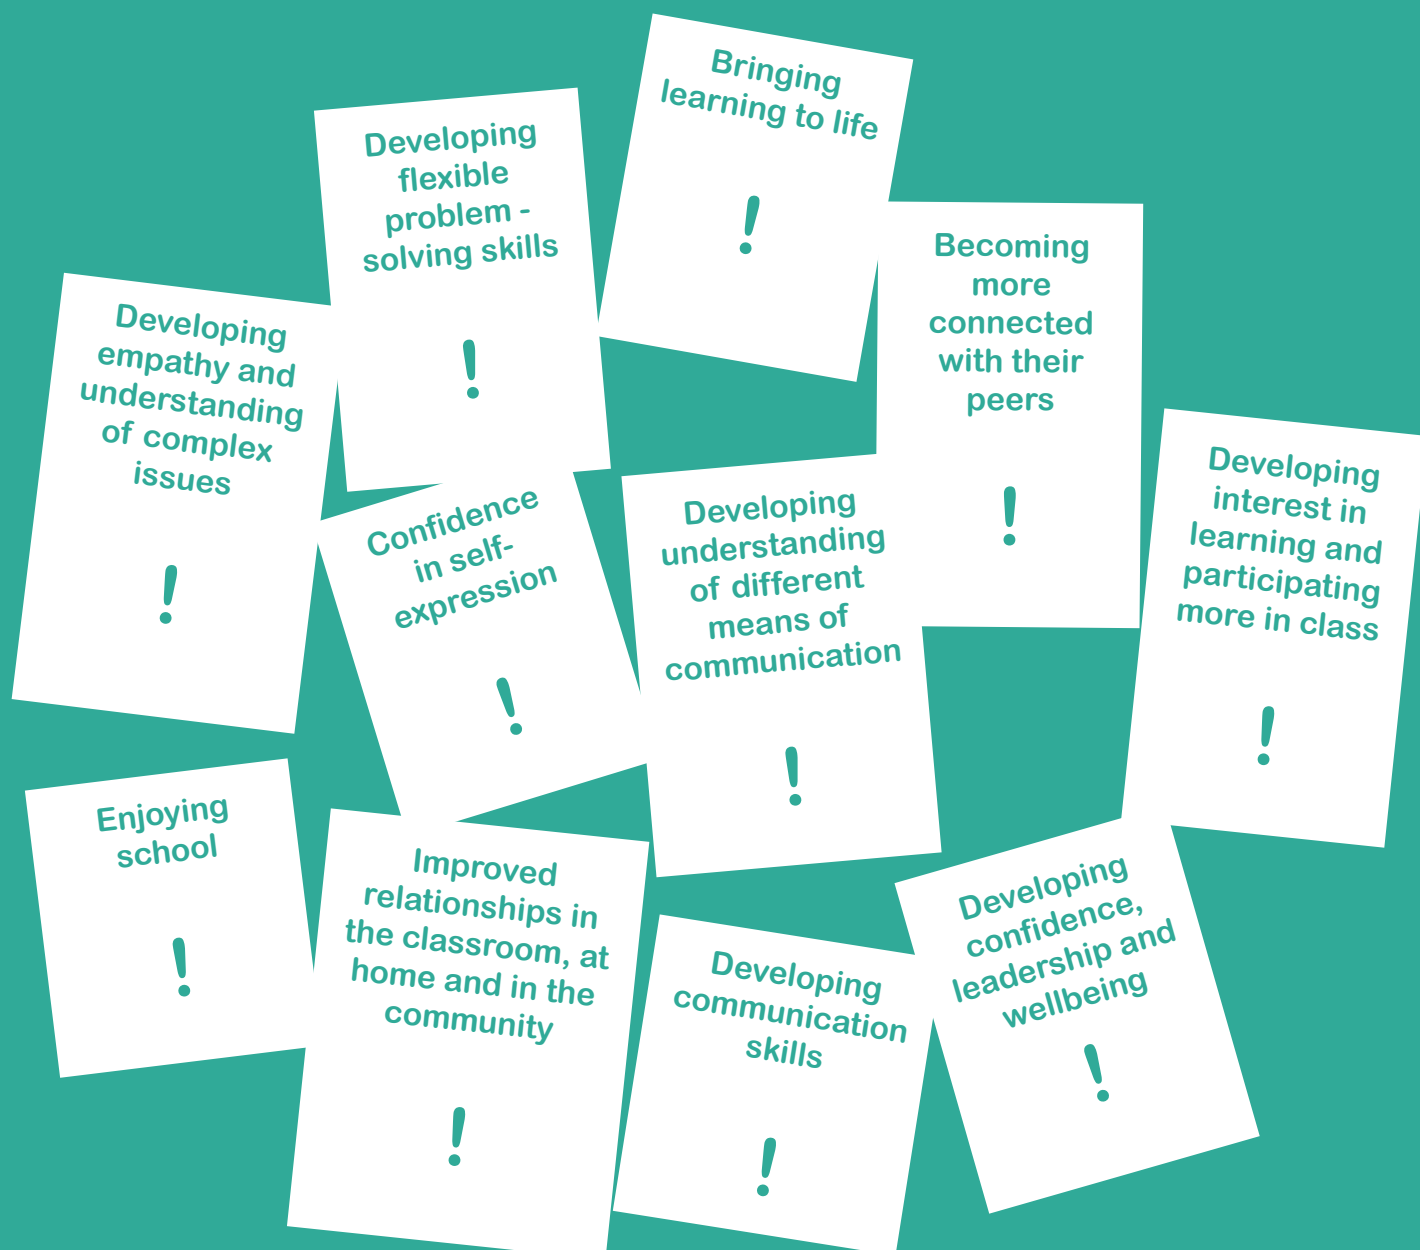 Bringing
learning to life
!
Developing
flexible
problem -
solving skills
!
Becoming
more
connected
with their
peers
!
Developing
empathy and
understanding
of complex
issues
!
Confidence
in self-
expression
!
Developing
understanding
of different
means of
communication
!
Developing
interest in
learning and
participating
more in class
!
Enjoying
school
!
Improved
relationships in
the classroom, at
home and in the
community
!
Developing
communication
skills
!
Developing
confidence,
leadership and
wellbeing
!